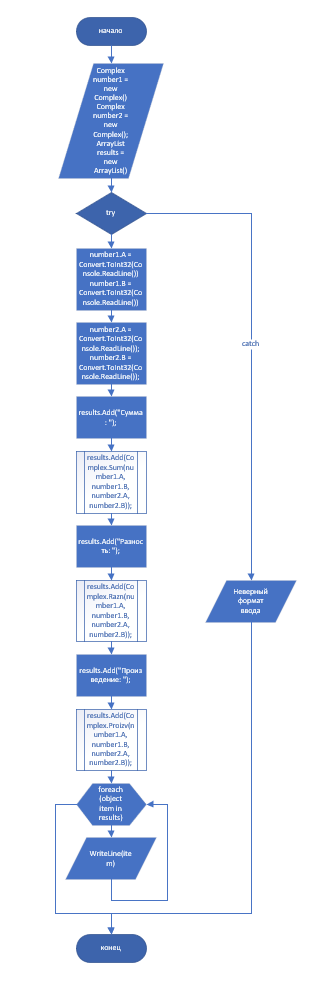 начало
Complex
number1 =
new
Complex()
Complex
number2 =
new
Complex();
ArrayList
results =
new
ArrayList()
try
number1.A =
Convert.ToInt32(Co
nsole.ReadLine())
number1.B =
Convert.ToInt32(Co
nsole.ReadLine())
number2.A =
Convert.ToInt32(Co
nsole.ReadLine());
number2.B =
Convert.ToInt32(Co
nsole.ReadLine());
catch
results.Add("Сумма
: ");
results.Add(Co
mplex.Sum(nu
mber1.A,
number1.B,
number2.A,
number2.B));
results.Add("Разнос
ть: ");
results.Add(Co
mplex.Razn(nu
mber1.A,
number1.B,
number2.A,
number2.B));
Неверный
формат
ввода
results.Add("Произ
ведение: ");
results.Add(Co
mplex.Proizv(n
umber1.A,
number1.B,
number2.A,
number2.B));
foreach
(object
item in
results)
WriteLine(ite
m)
конец